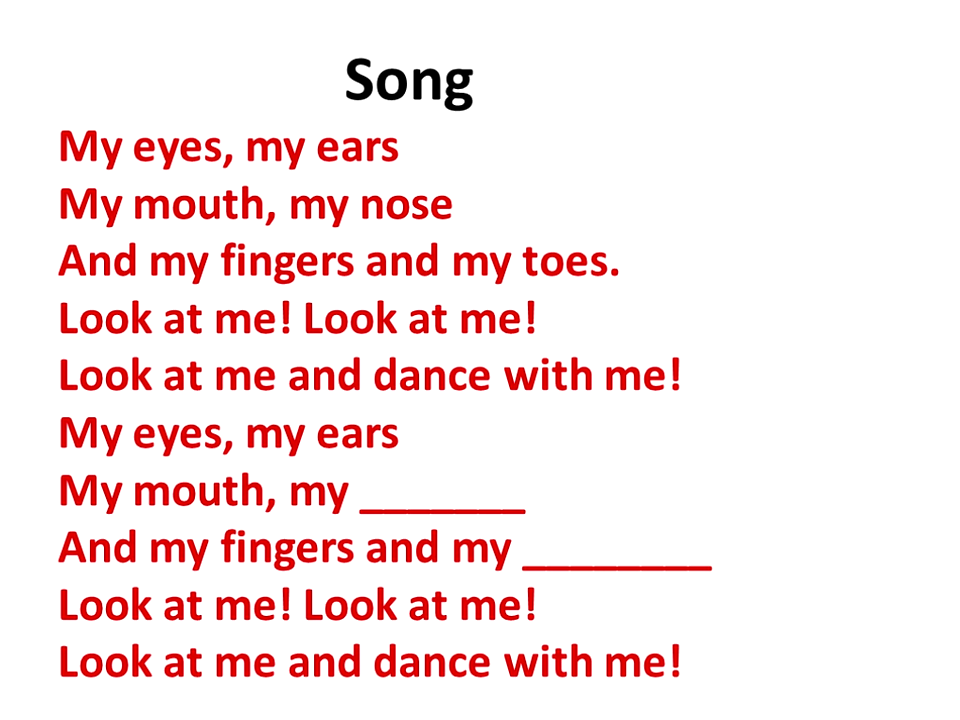 Song
My eyes, my ears
My mouth, my nose
And my fingers and my toes.
Look at me! Look at me!
Look at me and dance with me!
My eyes, my ears
My mouth, my _______
And my fingers and my ________
Look at me! Look at me!
Look at me and dance with me!